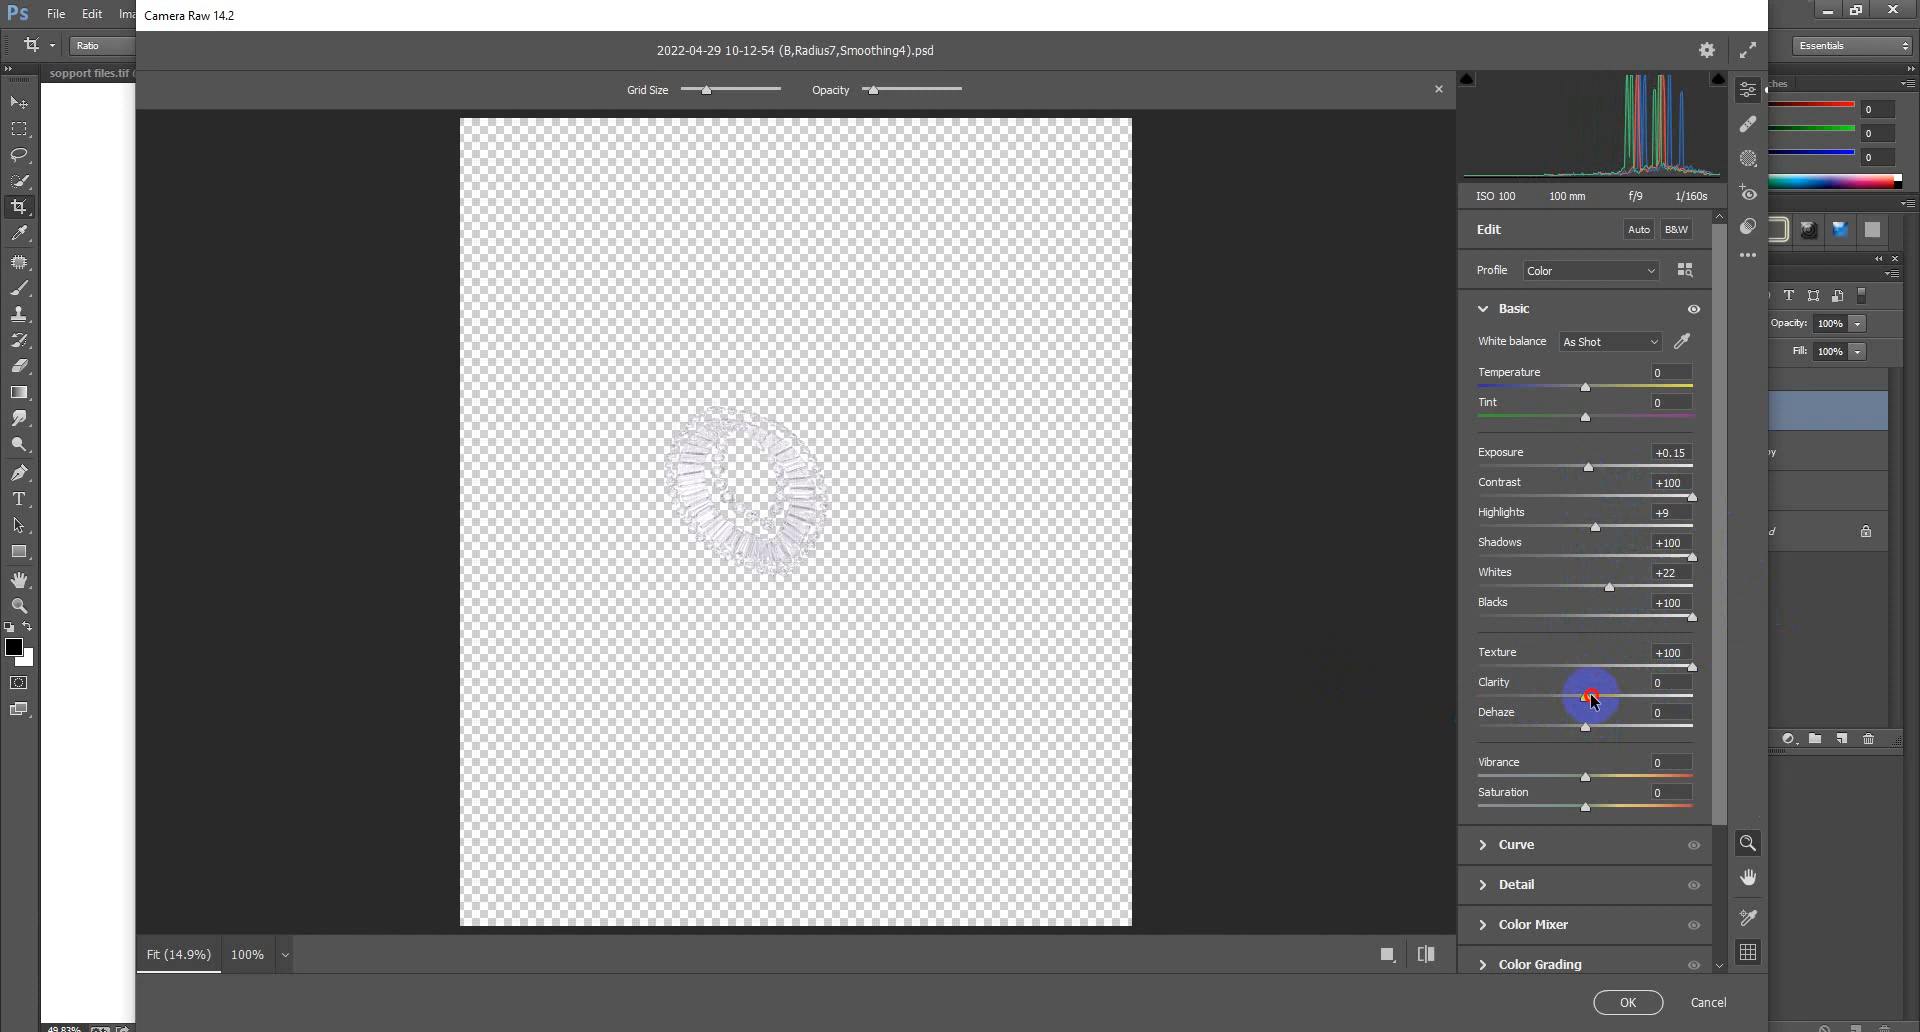 Ps File Edit Ima
Camera Raw 14.2
Ratio
Essentials
2022-04-29 10-12-54 (B,Radius7,Smoothing4).psd
sopport files.tif (
Grid Size
Opacity
ches
0
0
0
ISO 100 100 mm f/9 1/160s
Edit Auto B&W
Profile Color
Basic
White balance As Shot
Temperature 0
Tint 0
Exposure +0.15
Contrast +100
Highlights +9
Shadows +100
Whites +22
Blacks +100
Texture +100
Clarity 0
Dehaze 0
Vibrance 0
Saturation 0
Curve
Detail
Color Mixer
Color Grading
T
Opacity: 100%
Fill: 100%
py
d
T
Fit (14.9%) 100%
OK Cancel
49.83%